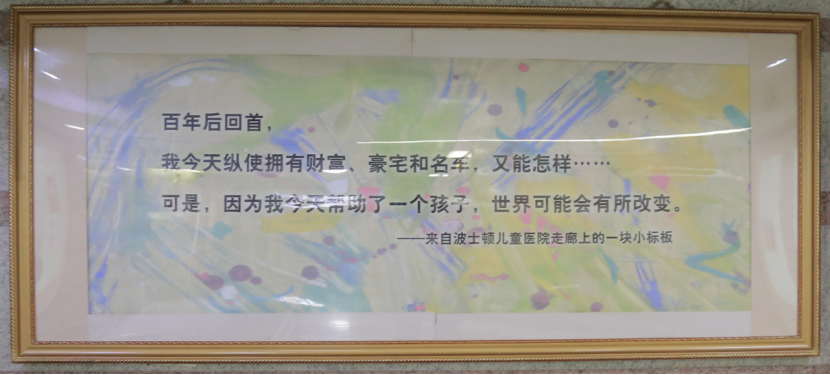 百年后回首，
我今天纵使拥有财富、豪宅和名车，又能怎样……
可是，因为我今天帮助了一个孩子，世界可能会有所改变。
——来自波士顿儿童医院走廊上的一块小标板